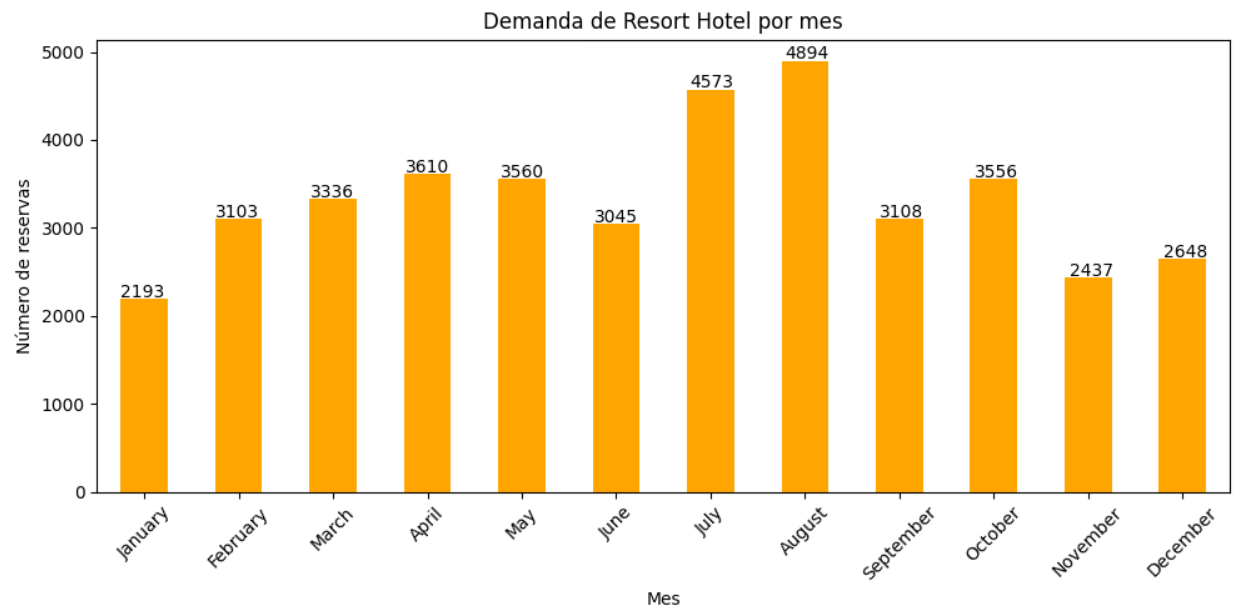 Demanda de Resort Hotel por mes
Número de reservas
5000
4000
3000
2000
1000
0
2193
3103
3336
3610
3560
3045
4573
4894
3108
3556
2437
2648
January
February
March
April
May
June
July
August
September
October
November
December
Mes